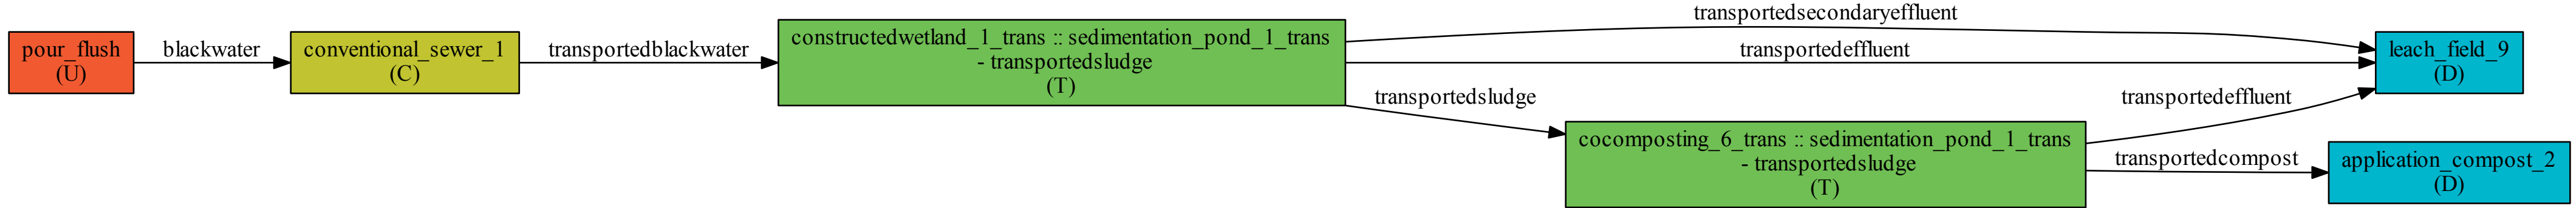 pour_flush
(U)
blackwater
conventional_sewer_1
(C)
transportedblackwater
constructedwetland_1_trans :: sedimentation_pond_1_trans
- transportedsludge
(T)
transportedsecondaryeffluent
transportedeffluent
transportedsludge
cocomposting_6_trans :: sedimentation_pond_1_trans
- transportedsludge
(T)
transportedeffluent
transportedcompost
leach_field_9
(D)
application_compost_2
(D)